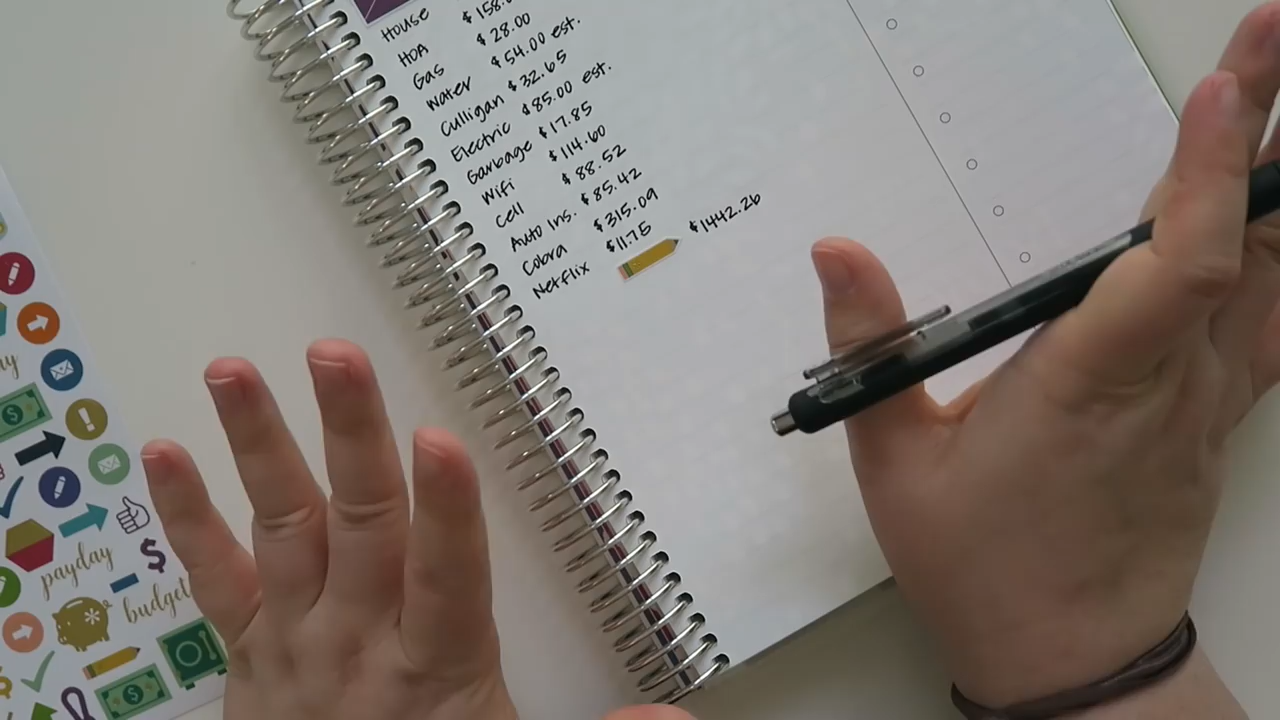 House
HOA
Gas $28.00
Water $54.00 est.
Culligan $32.65
Electric $85.00 est.
Garbage $17.85
Wifi $114.60
Cell $88.52
Auto Ins. $85.42
Cobra $315.09
Netflix $11.75 $1442.26
payday
budget